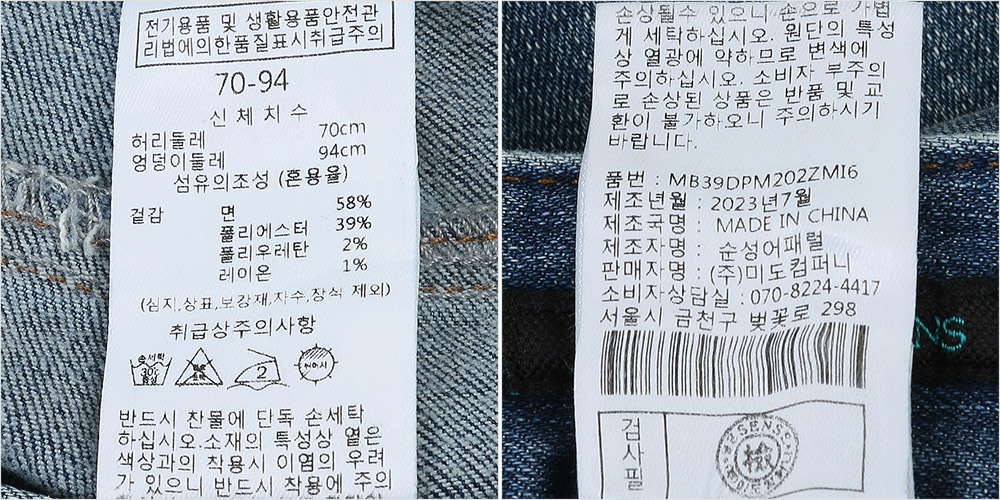 전기용품 및 생활용품안전관
리법에의한품질표시취급주의
70-94
신체치수
허리둘레 70cm
엉덩이둘레 94cm
섬유의조성 (혼용율)
겉감 면 58%
폴리에스터 39%
폴리우레탄 2%
레이온 1%
(심지,상표,보강재,자수,장식 제외)
취급상주의사항
손세탁
30℃
중성
2
뉘어서
반드시 찬물에 단독 손세탁
하십시오.소재의 특성상 옅은
색상과의 착용시 이염의 우려
가 있으니 반드시 착용에 주의
손상될수 있으니 손으로 가볍
게 세탁하십시오. 원단의 특성
상 열광에 약하므로 변색에
주의하십시오. 소비자 부주의
로 손상된 상품은 반품 및 교
환이 불가하오니 주의하시기
바랍니다.
품번 : MB39DPM202ZMI6
제조년월 : 2023년7월
제조국명 : MADE IN CHINA
제조자명 : 순성어패럴
판매자명 : (주)미도컴퍼니
소비자상담실 : 070-8224-4417
서울시 금천구 벚꽃로 298
NS
검사필
SENS
檢